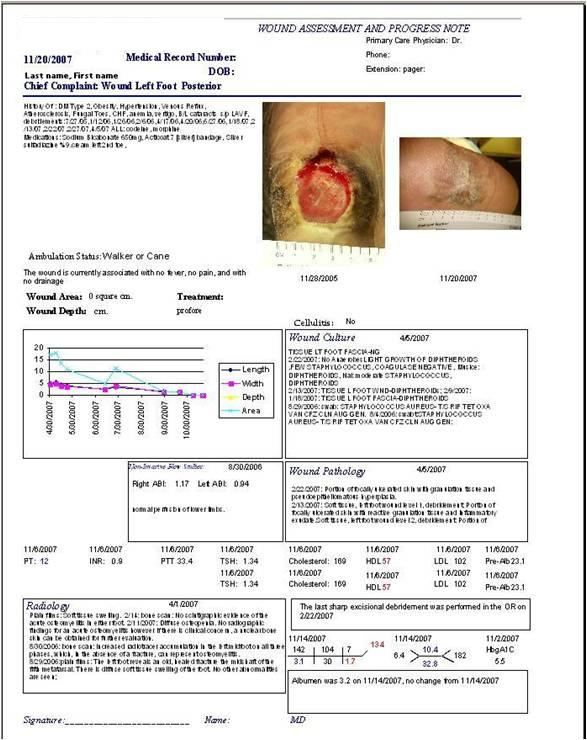 WOUND ASSESSMENT AND PROGRESS NOTE
Primary Care Physician: Dr.
11/20/2007 Medical Record Number: Phone:
Last name, First name DOB: Extension: pager:
Chief Complaint: Wound Left Foot Posterior
History Of: DM Type 2, Obesity, Hypertension, Venous Reflux,
Atherosclerosis, Fungal Toes, CHF, anemia, vertigo, B/L cataracts s/p LAVF,
debridement: 7/27/05, 1/12/06, 1/26/06, 2/6/06, 4/17/06, 4/20/06, 5/27/06, 1/18/07, 2
/13/07, 2/22/07, 2/27/07, 4/5/07 ALL: codeine, morphine
Medications: Sodium Bicabonate 650mg, Acticoat 7 [silver] bandage, Silver
sulfadiazine %9 cream left 2nd toe,
Ambulation Status: Walker or Cane
The wound is currently associated with no fever, no pain, and with
no drainage
11/28/2005 11/20/2007
Wound Area: 0 square cm. Treatment:
Wound Depth: cm. profore
Cellulitis: No
20
15
10
5
0
4/00/2007
5/00/2007
6/00/2007
7/00/2007
8/00/2007
9/00/2007
10/00/2007
Length
Width
Depth
Area
Wound Culture 4/5/2007
TISSUE LT FOOT FASCIA-NG
2/22/2007: No Anaerobes LIGHT GROWTH OF DIPHTHEROIDS
,FEW STAPHYLOCOCCUS, COAGULASE NEGATIVE,
DIPHTHEROIDS, STAPHYLOCOCCUS,
DIPHTHEROIDS
2/13/2007: TISSUE LT FOOT WND-DIPHTHEROIDS; 2/9/2007:
1/18/2007: TISSUE LT FOOT FASCIA-DIPHTHEROIDS
8/29/2006: swab: STAPHYLOCOCCUS AUREUS- T/S RIF TET OXA
VAN CFZ CLN AUG GEN. 8/4/2006: swab: STAPHYLOCOCCUS
AUREUS- T/S RIF TET OXA VAN CFZ CLN AUG GEN:
Non-Invasive Flow Studies: 8/30/2006
Right ABI: 1.17 Left ABI: 0.94
normal perfusion of lower limbs.
Wound Pathology 4/5/2007
2/22/2007: Portion of focally ulcerated skin with granulation tissue and
pseudoepitheliomatous hyperplasia.
2/13/2007: Soft tissue, left foot wound level 1, debridement: Portion of
focally ulcerated skin with reactive granulation tissue and inflammatory
exudate. Soft tissue, left foot wound level 2, debridement: Portion of
11/6/2007 11/6/2007 11/6/2007 11/6/2007 11/6/2007 11/6/2007 11/6/2007 11/6/2007
PT: 12 INR: 0.9 PTT 33.4 TSH: 1.34 Cholesterol: 169 HDL 57 LDL 102 Pre-Alb 23.1
11/6/2007 11/6/2007 11/6/2007 11/6/2007 11/6/2007
TSH: 1.34 Cholesterol: 169 HDL 57 LDL 102 Pre-Alb 23.1
Radiology 4/1/2007
Plain films: Soft tissue swelling. 2/14: bone scan: No scintigraphic evidence of the
acute osteomyelitis in either foot. 2/11/2007: Diffuse osteopenia. No radiographic
findings for an acute osteomyelitis however if there is clinical concern, a nuclear bone
scan can be obtained for further evaluation.
8/30/2006: bone scan: Increased radiotracer accumulation in the left midfoot on all three
phases, which, in the absence of a fracture, can represent osteomyelitis.
8/29/2006: plain films: The left foot reveals an old, healed fracture the midshaft of the
fifth metatarsal. There is diffuse soft tissue swelling of the foot. No other abnormalities
are seen;
The last sharp excisional debridement was performed in the OR on
2/22/2007
11/14/2007 11/14/2007 11/2/2007
142 104 7 134 6.4 10.4 182 HbgA1C
3.1 30 1.7 32.8 5.5
Albumen was 3.2 on 11/14/2007, no change from 11/14/2007
Signature: Name: MD